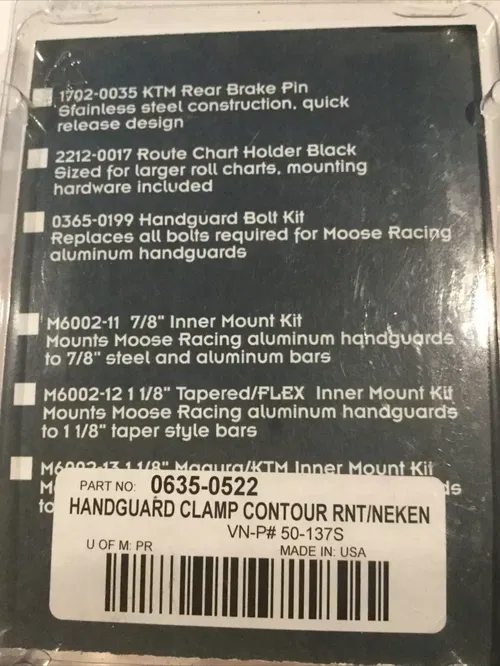 1702-0035 KTM Rear Brake Pin
Stainless steel construction, quick
release design
2212-0017 Route Chart Holder Black
Sized for larger roll charts, mounting
hardware included
0365-0199 Handguard Bolt Kit
Replaces all bolts required for Moose Racing
aluminum handguards
M6002-11 7/8" Inner Mount Kit
Mounts Moose Racing aluminum handguards
to 7/8" steel and aluminum bars
M6002-12 1 1/8" Tapered/FLEX Inner Mount Kit
Mounts Moose Racing aluminum handguards
to 1 1/8" taper style bars
M6002-13 1 1/8" Magura/KTM Inner Mount Kit
to
PART NO: 0635-0522
HANDGUARD CLAMP CONTOUR RNT/NEKEN
VN-P# 50-137S
U OF M: PR
MADE IN: USA